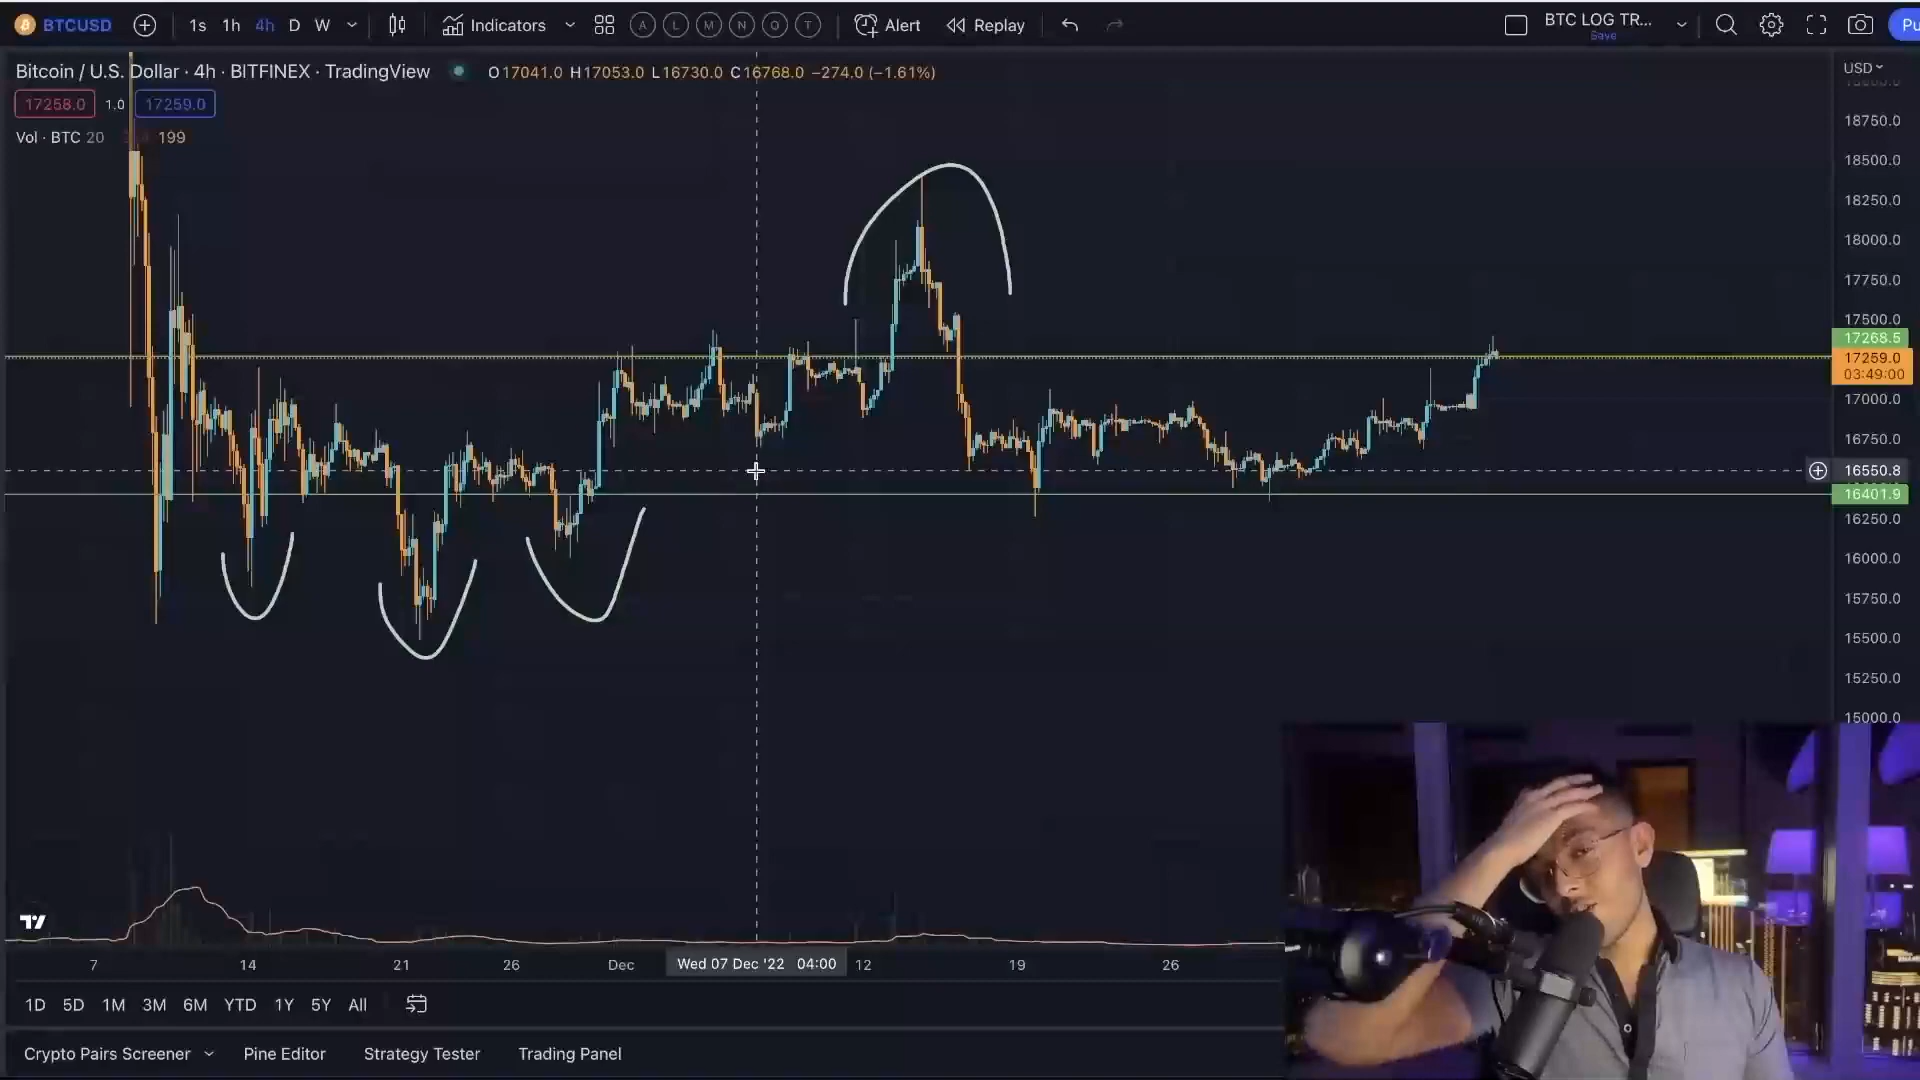 BTCUSD 1s 1h 4h D W Indicators A L M N O T Alert Replay BTC LOG TR...
Save
Bitcoin / U.S. Dollar · 4h · BITFINEX · TradingView O17041.0 H17053.0 L16730.0 C16768.0 −274.0 (−1.61%) USD
17258.0 1.0 17259.0
Vol · BTC 20 199
18750.0
18500.0
18250.0
18000.0
17750.0
17500.0
17268.5
17259.0
03:49:00
17000.0
16750.0
16550.8
16401.9
16250.0
16000.0
15750.0
15500.0
15250.0
15000.0
7 14 21 26 Dec Wed 07 Dec '22 04:00 12 19 26
1D 5D 1M 3M 6M YTD 1Y 5Y All
Crypto Pairs Screener Pine Editor Strategy Tester Trading Panel